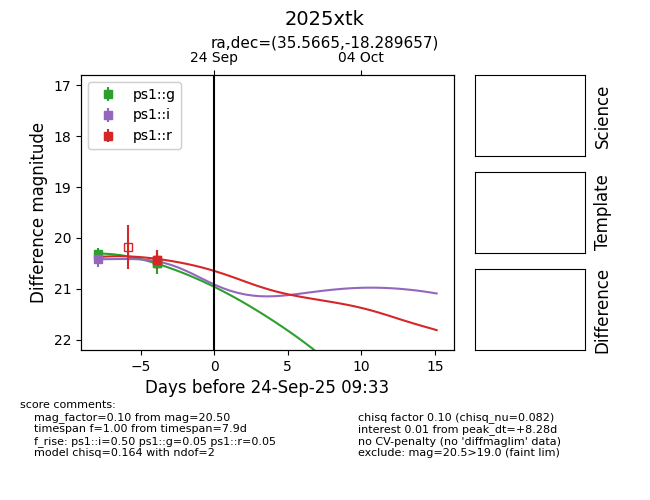 2025xtk
ra,dec=(35.5665,-18.289657)
24 Sep
04 Oct
17
18
19
20
21
22
Difference magnitude
ps1::g
ps1::i
ps1::r
−5
0
5
10
15
Days before 24-Sep-25 09:33
Science
Template
Difference
score comments:
mag_factor=0.10 from mag=20.50
timespan f=1.00 from timespan=7.9d
f_rise: ps1::i=0.50 ps1::g=0.05 ps1::r=0.05
model chisq=0.164 with ndof=2
chisq factor 0.10 (chisq_nu=0.082)
interest 0.01 from peak_dt=+8.28d
no CV-penalty (no 'diffmaglim' data)
exclude: mag=20.5>19.0 (faint lim)